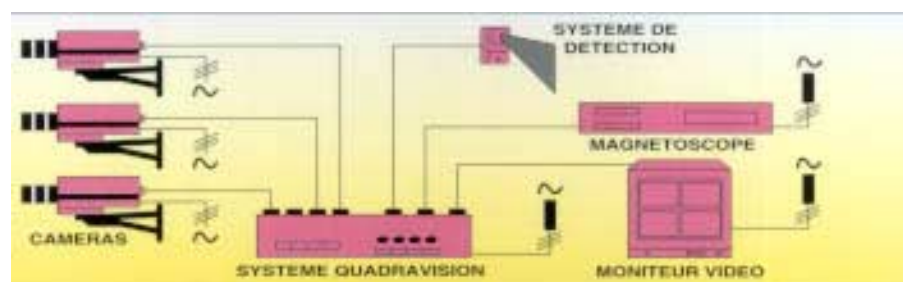 SYSTEME DE
DETECTION
MAGNETOSCOPE
CAMERAS
SYSTEME QUADRAVISION
MONITEUR VIDEO